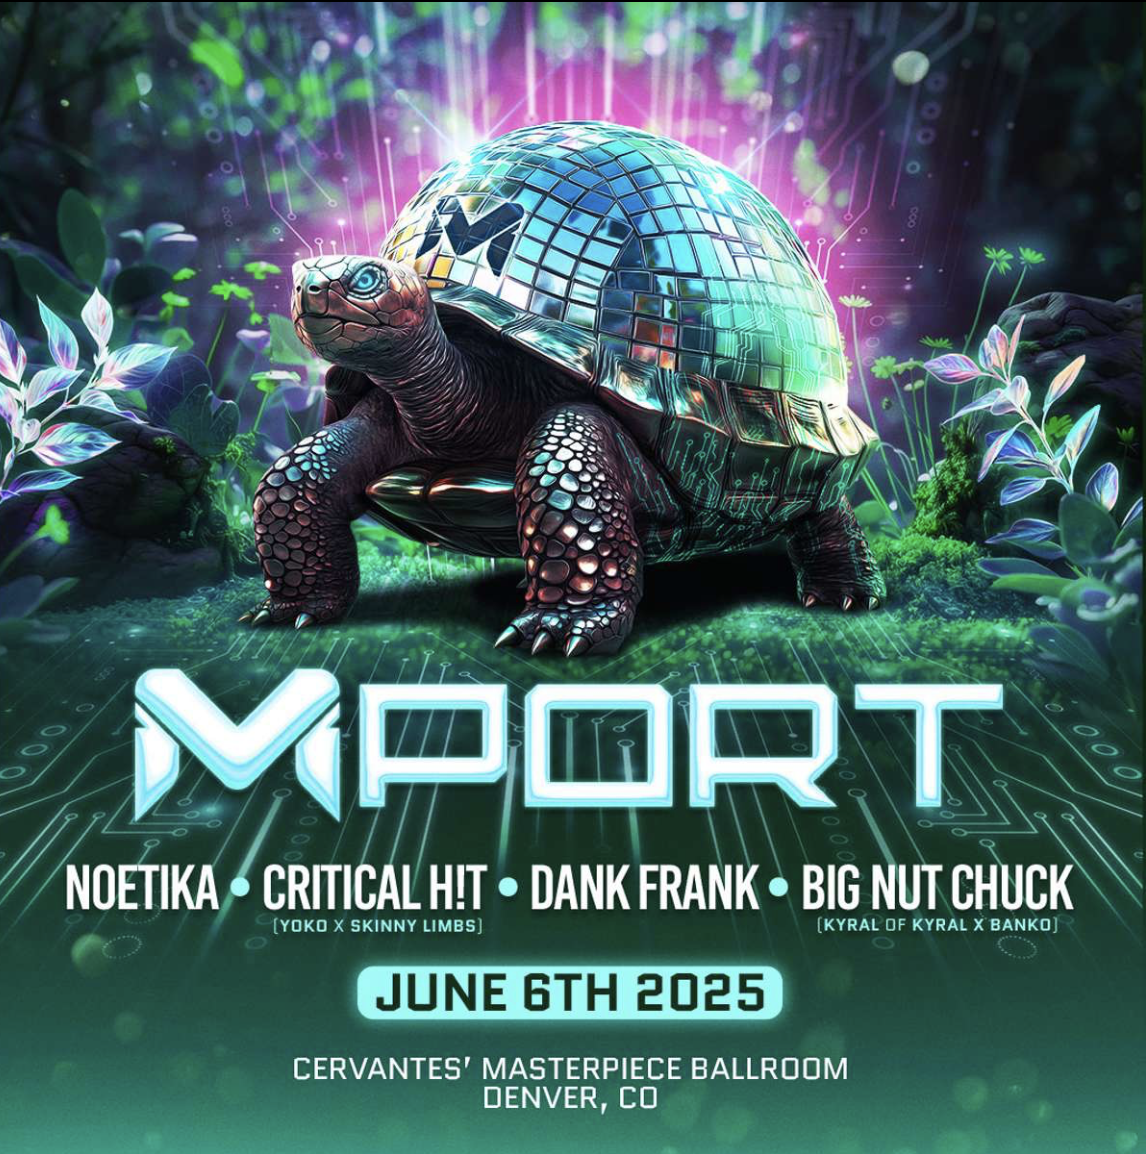 M
MPORT
NOETIKA • CRITICAL H!T • DANK FRANK • BIG NUT CHUCK
[YOKO X SKINNY LIMBS] [KYRAL OF KYRAL X BANKO]
JUNE 6TH 2025
CERVANTES' MASTERPIECE BALLROOM
DENVER, CO